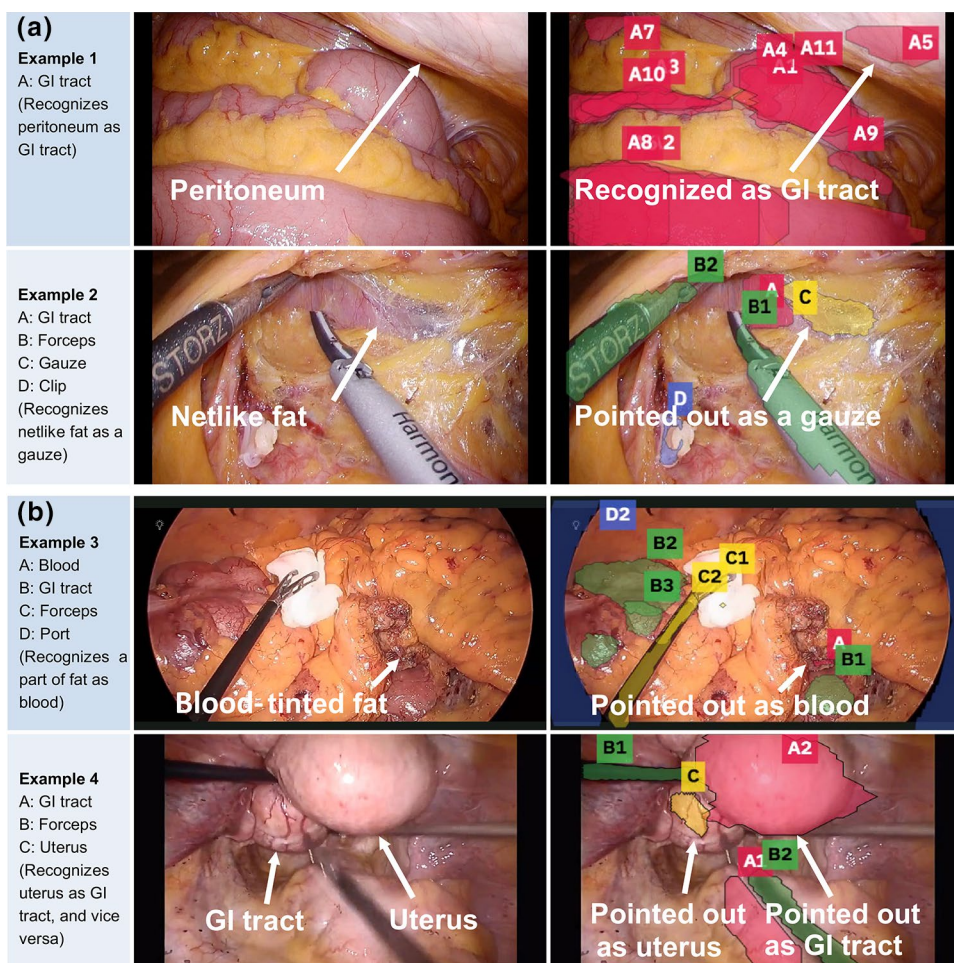 (a)
Example 1
A: GI tract
(Recognizes
peritoneum as
GI tract)
Peritoneum
A7
A10 3
A4
A11
A1
A5
A8 2
A9
Recognized as GI tract
Example 2
A: GI tract
B: Forceps
C: Gauze
D: Clip
(Recognizes
netlike fat as a
gauze)
STORZ
Netlike fat
Harmon
B2
A
B1
C
STORZ
D
Pointed out as a gauze
Harmon
(b)
Example 3
A: Blood
B: GI tract
C: Forceps
D: Port
(Recognizes a
part of fat as
blood)
Blood-tinted fat
D2
B2
C1
C2
B3
A
B1
Pointed out as blood
Example 4
A: GI tract
B: Forceps
C: Uterus
(Recognizes
uterus as GI
tract, and vice
versa)
GI tract
Uterus
B1
A2
C
A1
B2
Pointed out
as uterus
Pointed out
as GI tract